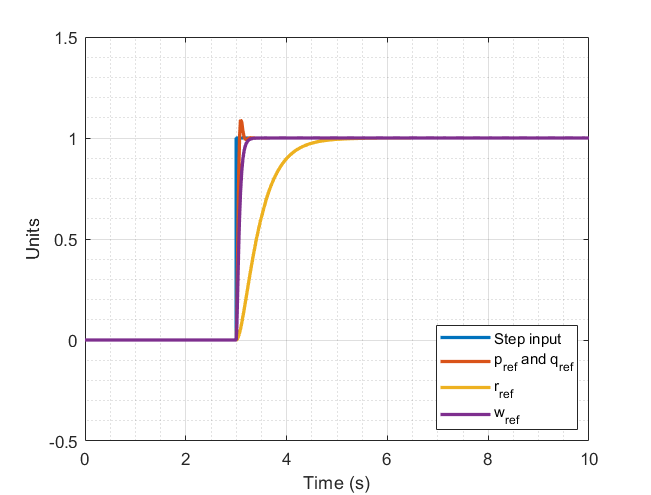 1.5
1
0.5
0
-0.5
0 2 4 6 8 10
Units
Time (s)
Step input
p_ref and q_ref
r_ref
w_ref